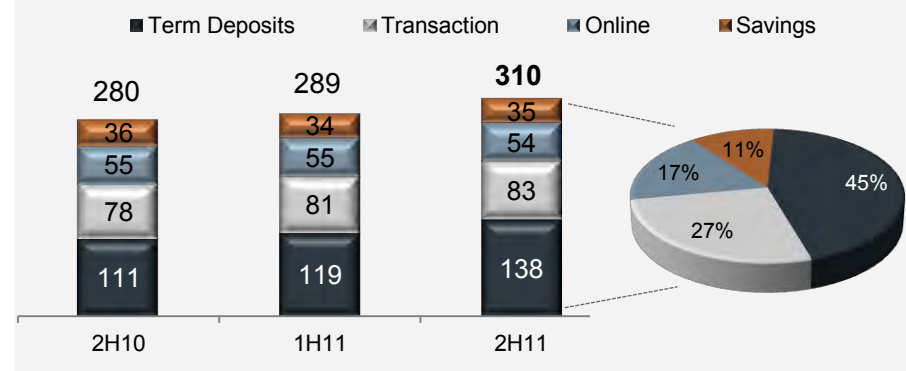 Term Deposits Transaction Online Savings
280 289 310
36 34 35
55 55 54
78 81 83
111 119 138
2H10 1H11 2H11
11%
17% 45%
27%